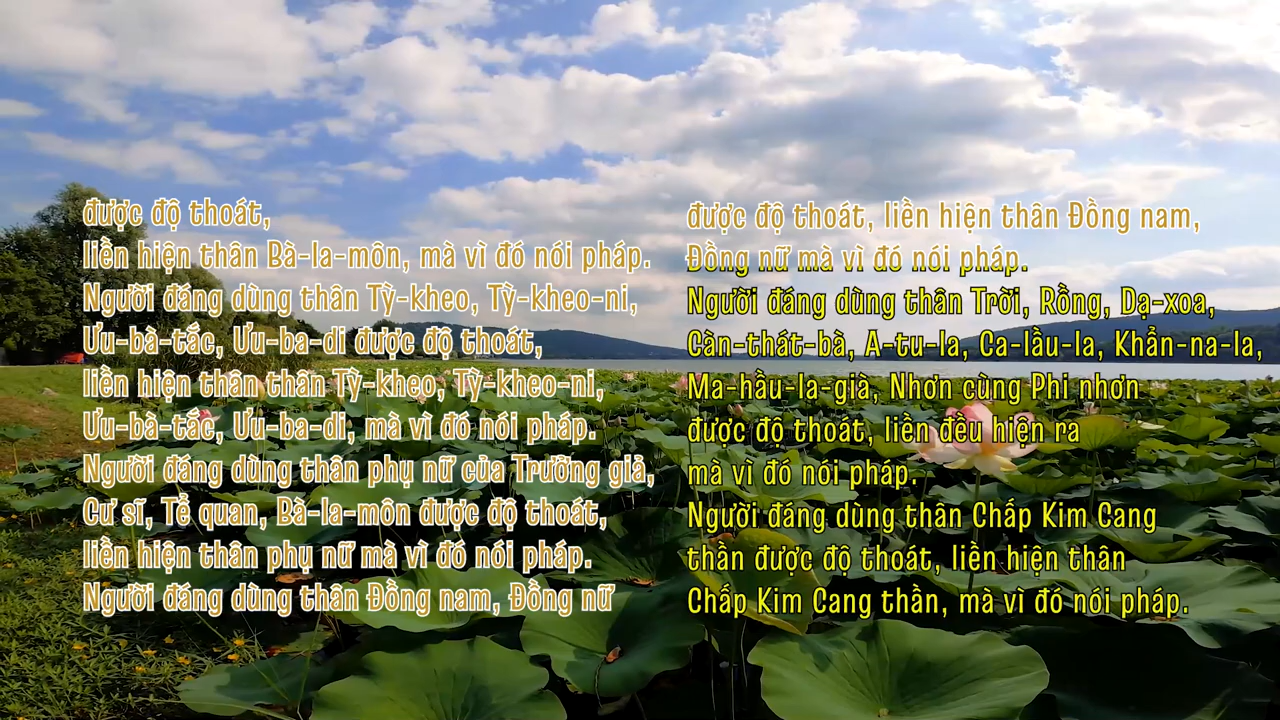 được độ thoát,
liền hiện thân Bà-la-môn, mà vì đó nói pháp.
Người đáng dùng thân Tỳ-kheo, Tỳ-kheo-ni,
Ưu-bà-tắc, Ưu-ba-di được độ thoát,
liền hiện thân thân Tỳ-kheo, Tỳ-kheo-ni,
Ưu-bà-tắc, Ưu-ba-di, mà vì đó nói pháp.
Người đáng dùng thân phụ nữ của Trưởng giả,
Cư sĩ, Tể quan, Bà-la-môn được độ thoát,
liền hiện thân phụ nữ mà vì đó nói pháp.
Người đáng dùng thân Đồng nam, Đồng nữ
được độ thoát, liền hiện thân Đồng nam,
Đồng nữ mà vì đó nói pháp.
Người đáng dùng thân Trời, Rồng, Dạ-xoa,
Càn-thát-bà, A-tu-la, Ca-lầu-la, Khẩn-na-la,
Ma-hầu-la-già, Nhơn cùng Phi nhơn
được độ thoát, liền đều hiện ra
mà vì đó nói pháp.
Người đáng dùng thân Chấp Kim Cang
thần được độ thoát, liền hiện thân
Chấp Kim Cang thần, mà vì đó nói pháp.